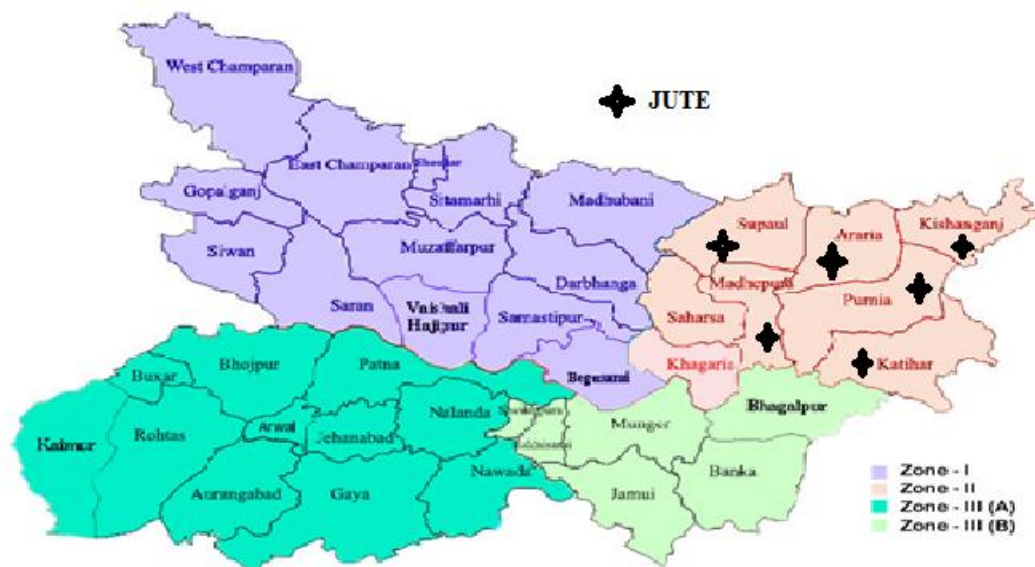 West Champaran
JUTE
East Champaran
Sheohar
Gopalganj
Sitamarhi
Madhubani
Supaul
Araria
Kishanganj
Siwan
Muzaffarpur
Darbhanga
Madhepura
Purnia
Saran
Vaishali
Hajipur
Samastipur
Saharsa
Khagaria
Katihar
Begusarai
Buxar
Bhojpur
Patna
Nalanda
Bhagalpur
Kaimur
Rohtas
Arwal
Jehanabad
Munger
Nawada
Banka
Aurangabad
Gaya
Jamui
Zone - I
Zone - II
Zone - III (A)
Zone - III (B)